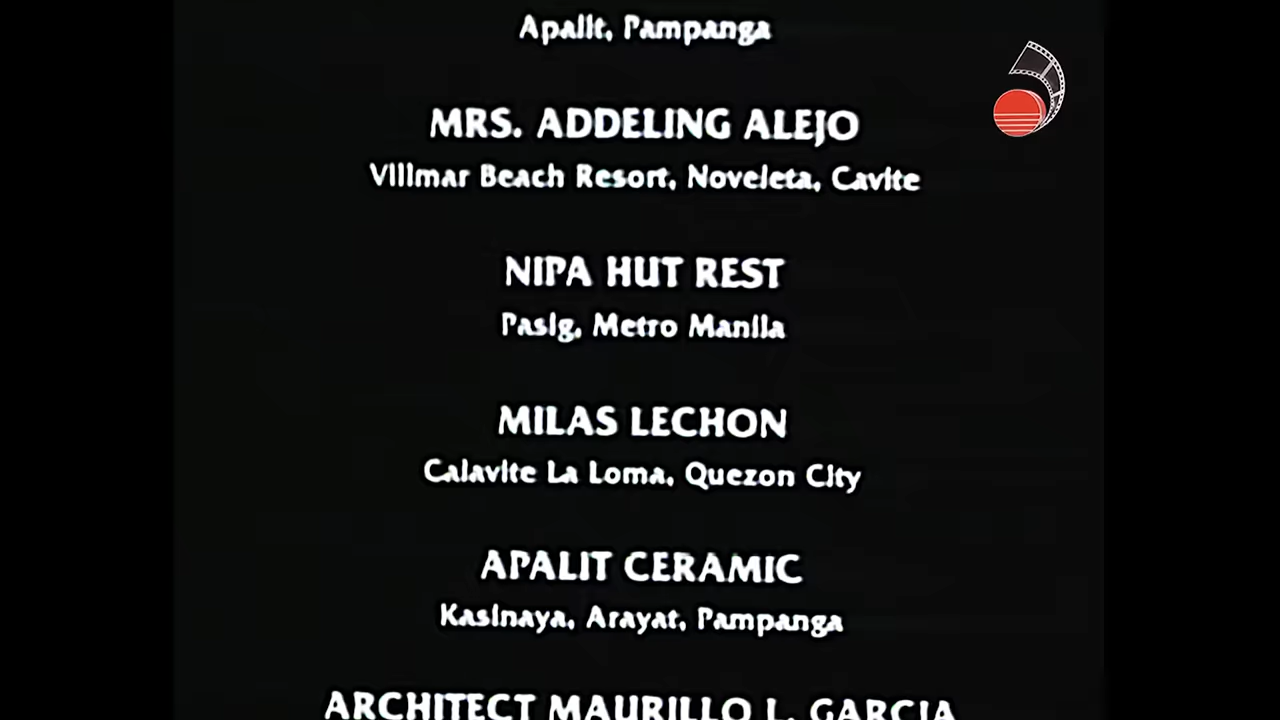 Apalit, Pampanga
MRS. ADDELING ALEJO
Villmar Beach Resort, Noveleta, Cavite
NIPA HUT REST
Pasig, Metro Manila
MILAS LECHON
Calavite La Loma, Quezon City
APALIT CERAMIC
Kasinaya, Arayat, Pampanga
ARCHITECT MAURILLO L. GARCIA